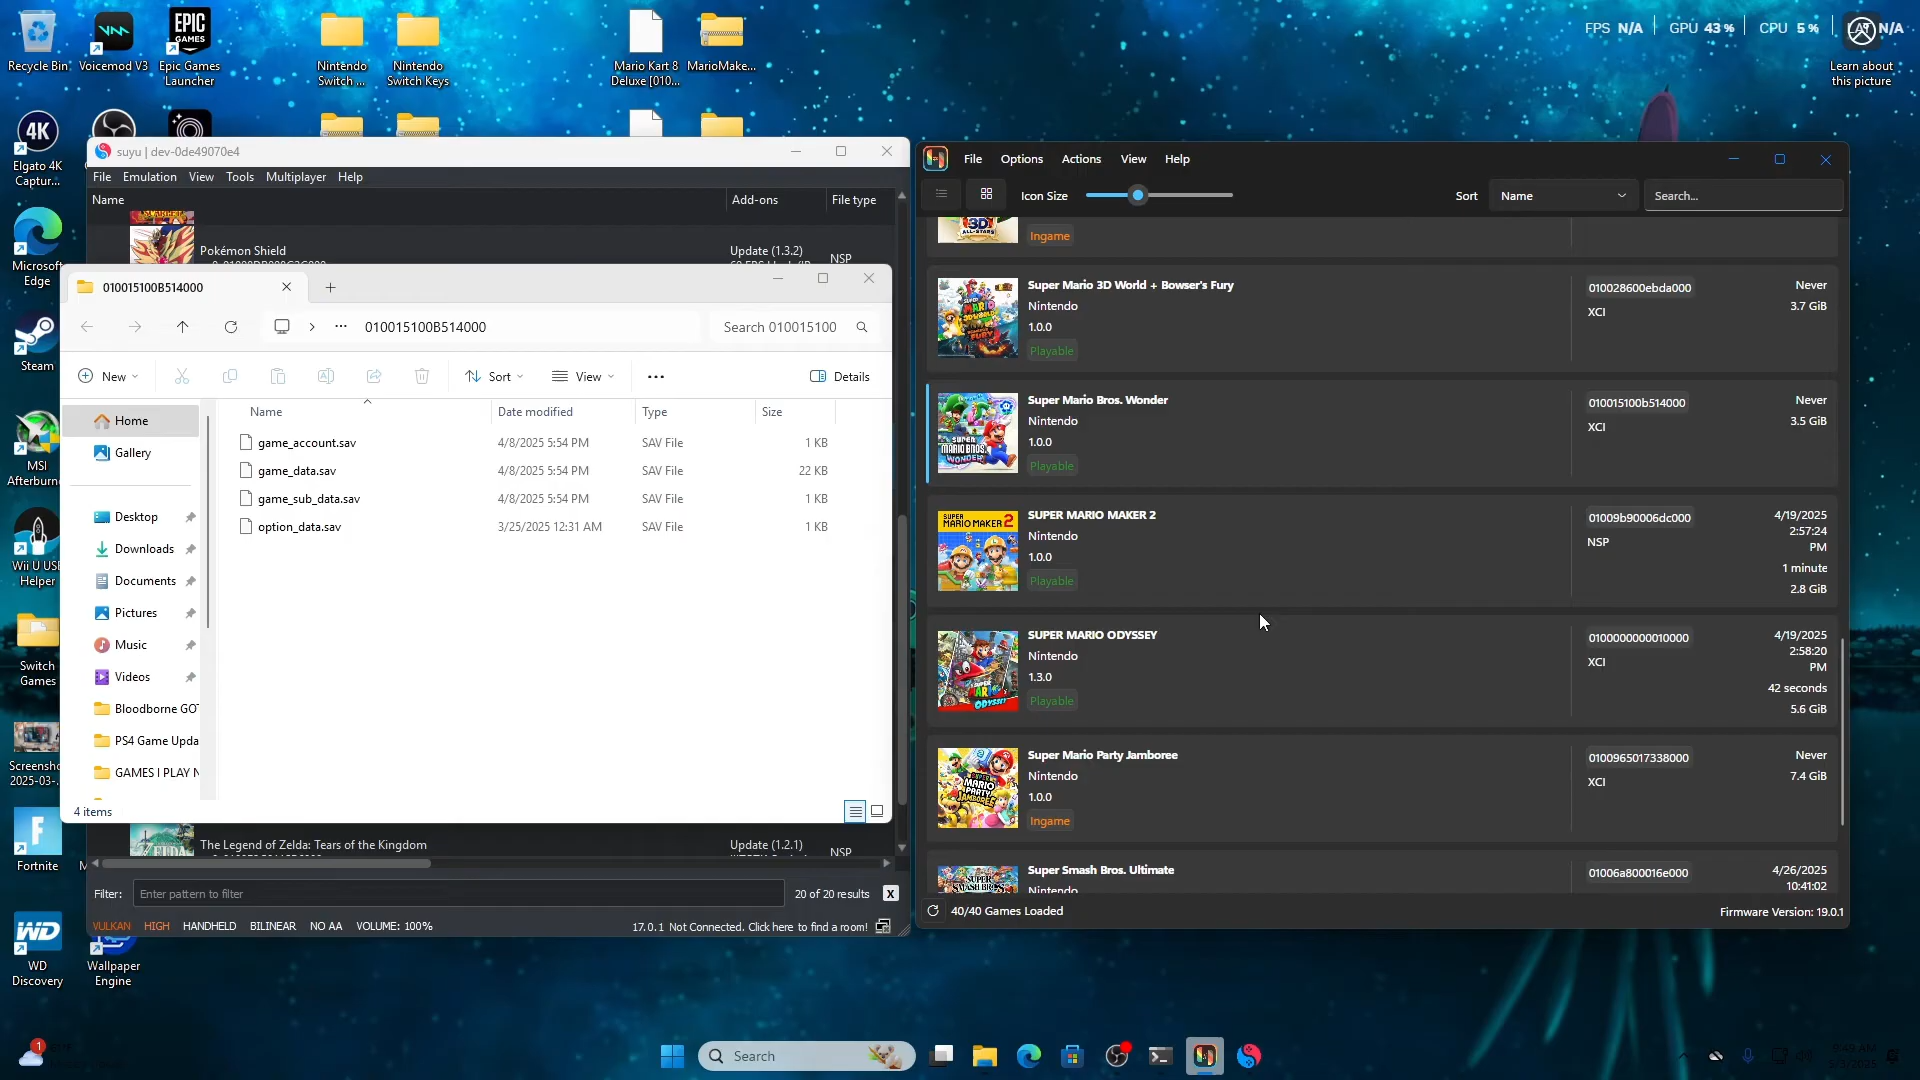 Recycle Bin
Voicemod V3
EPIC GAMES
Epic Games Launcher
Nintendo Switch ...
Nintendo Switch Keys
Mario Kart 8 Deluxe [010...
MarioMake...
FPS N/A
GPU 43 %
CPU 5 %
N/A
Learn about this picture
4K
Elgato 4K Captur...
Microsoft Edge
Steam
MSI Afterburner
Wii U USB Helper
Switch Games
Screensho 2025-03-...
Fortnite
WD Discovery
Wallpaper Engine
suyu | dev-0de49070e4
File Emulation View Tools Multiplayer Help
Name Add-ons File type
Pokémon Shield
Update (1.3.2)
NSP
010015100B514000
010015100B514000
Search 010015100
New
Sort
View
Details
Home
Gallery
Desktop
Downloads
Documents
Pictures
Music
Videos
Bloodborne GOT
PS4 Game Upda
GAMES I PLAY N
Name Date modified Type Size
game_account.sav 4/8/2025 5:54 PM SAV File 1 KB
game_data.sav 4/8/2025 5:54 PM SAV File 22 KB
game_sub_data.sav 4/8/2025 5:54 PM SAV File 1 KB
option_data.sav 3/25/2025 12:31 AM SAV File 1 KB
4 items
The Legend of Zelda: Tears of the Kingdom
Update (1.2.1)
NSP
Filter: Enter pattern to filter 20 of 20 results X
VULKAN HIGH HANDHELD BILINEAR NO AA VOLUME: 100% 17.0.1 Not Connected. Click here to find a room!
File Options Actions View Help
Icon Size
Sort Name Search...
Ingame
Super Mario 3D World + Bowser's Fury
Nintendo
1.0.0
Playable
010028600ebda000
XCI
Never
3.7 GiB
Super Mario Bros. Wonder
Nintendo
1.0.0
Playable
010015100b514000
XCI
Never
3.5 GiB
SUPER MARIO MAKER 2
SUPER MARIO MAKER 2
Nintendo
1.0.0
Playable
01009b90006dc000
NSP
4/19/2025
2:57:24
PM
1 minute
2.8 GiB
SUPER MARIO ODYSSEY
Nintendo
1.3.0
Playable
0100000000010000
XCI
4/19/2025
2:58:20
PM
42 seconds
5.6 GiB
Super Mario Party Jamboree
Nintendo
1.0.0
Ingame
0100965017338000
XCI
Never
7.4 GiB
Super Smash Bros. Ultimate
Nintendo
01006a800016e000
4/26/2025
10:41:02
40/40 Games Loaded
Firmware Version: 19.0.1
1
Search